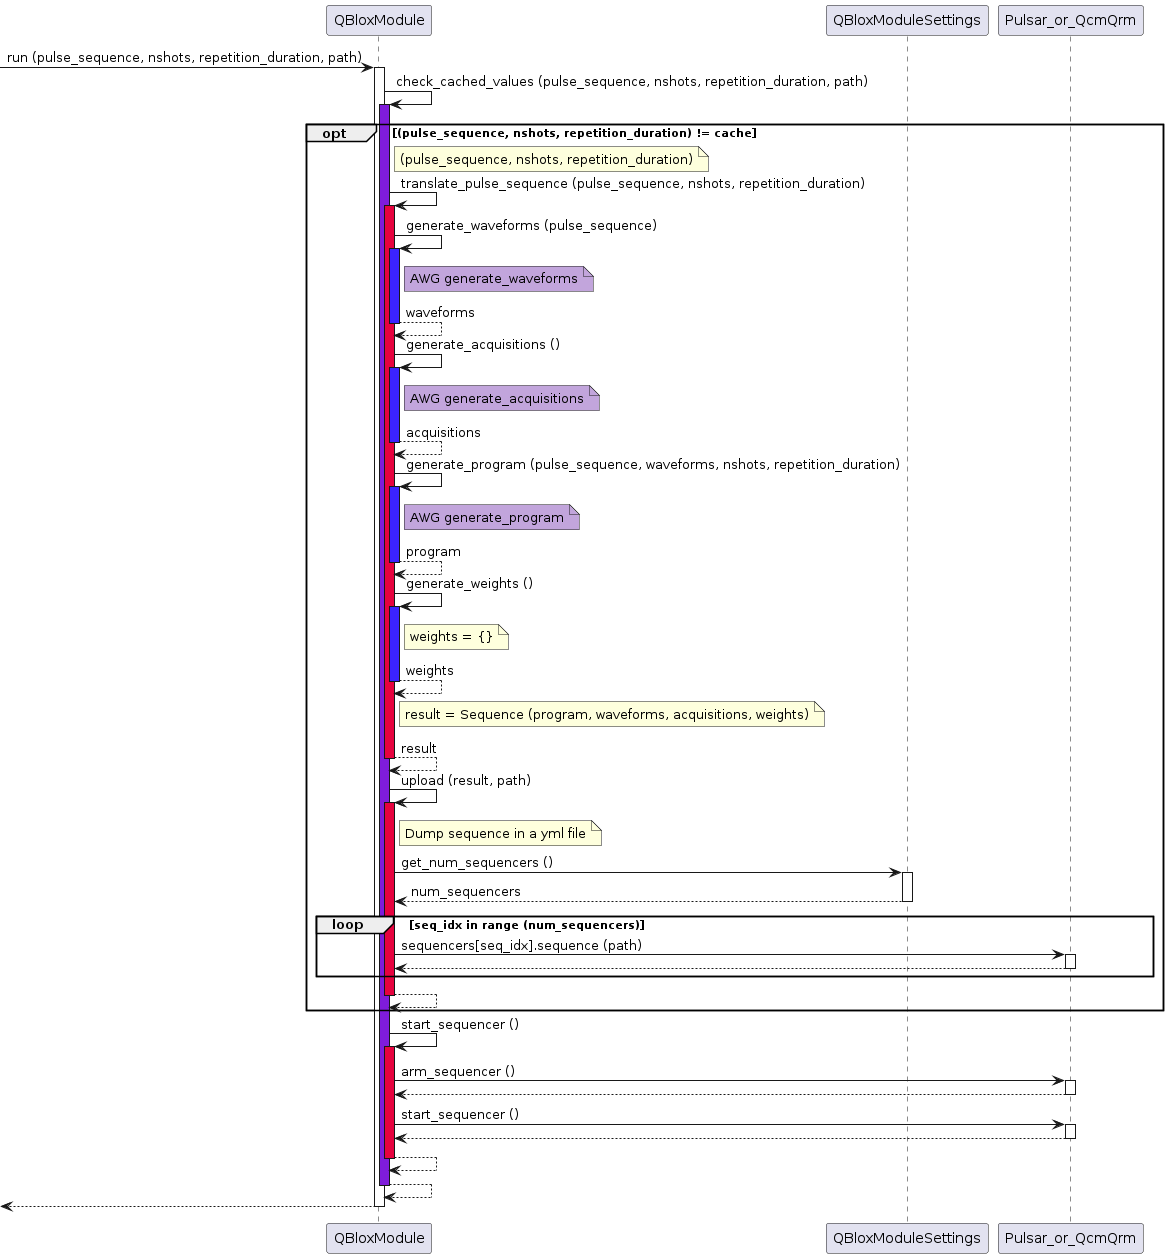 QBloxModule
QBloxModuleSettings
Pulsar_or_QcmQrm
run (pulse_sequence, nshots, repetition_duration, path)
check_cached_values (pulse_sequence, nshots, repetition_duration, path)
opt
[(pulse_sequence, nshots, repetition_duration) != cache]
(pulse_sequence, nshots, repetition_duration)
translate_pulse_sequence (pulse_sequence, nshots, repetition_duration)
generate_waveforms (pulse_sequence)
AWG generate_waveforms
waveforms
generate_acquisitions ()
AWG generate_acquisitions
acquisitions
generate_program (pulse_sequence, waveforms, nshots, repetition_duration)
AWG generate_program
program
generate_weights ()
weights = {}
weights
result = Sequence (program, waveforms, acquisitions, weights)
result
upload (result, path)
Dump sequence in a yml file
get_num_sequencers ()
num_sequencers
loop
[seq_idx in range (num_sequencers)]
sequencers[seq_idx].sequence (path)
start_sequencer ()
arm_sequencer ()
start_sequencer ()
QBloxModule
QBloxModuleSettings
Pulsar_or_QcmQrm